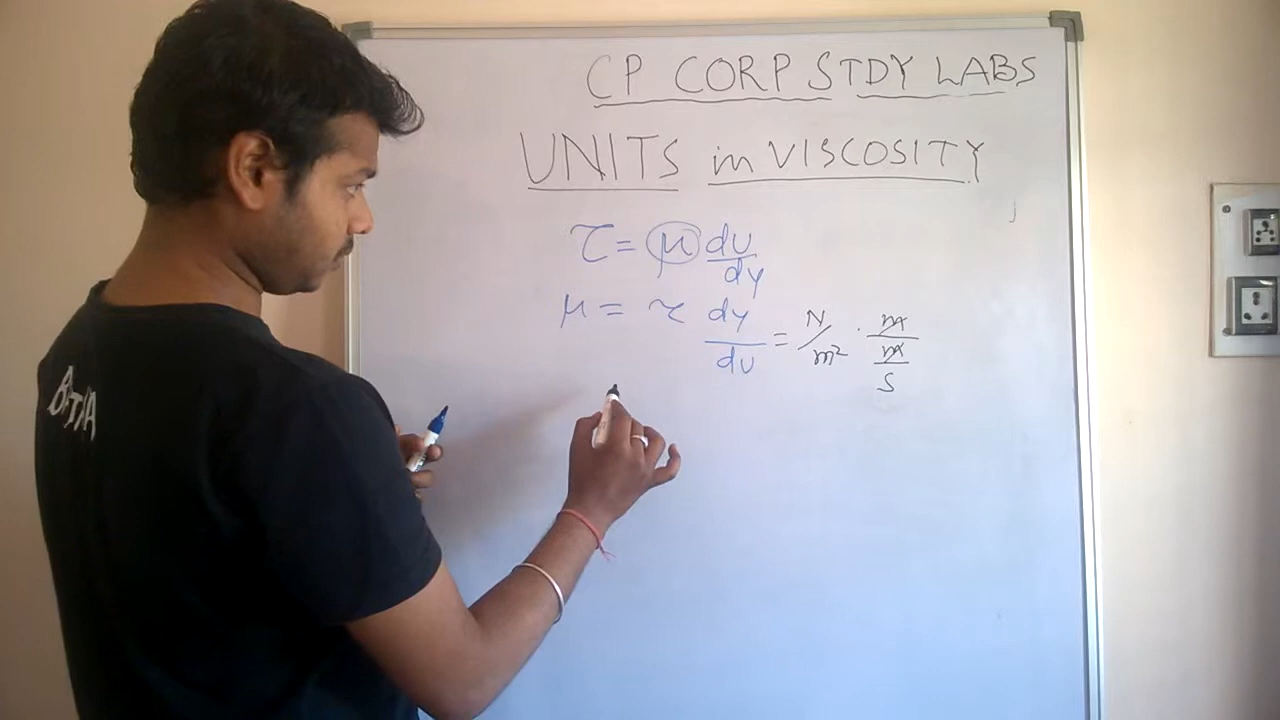 CP CORP STDY LABS
UNITS in VISCOSITY
τ = μ du/dy
μ = τ dy/du = N/m² · m/m/s